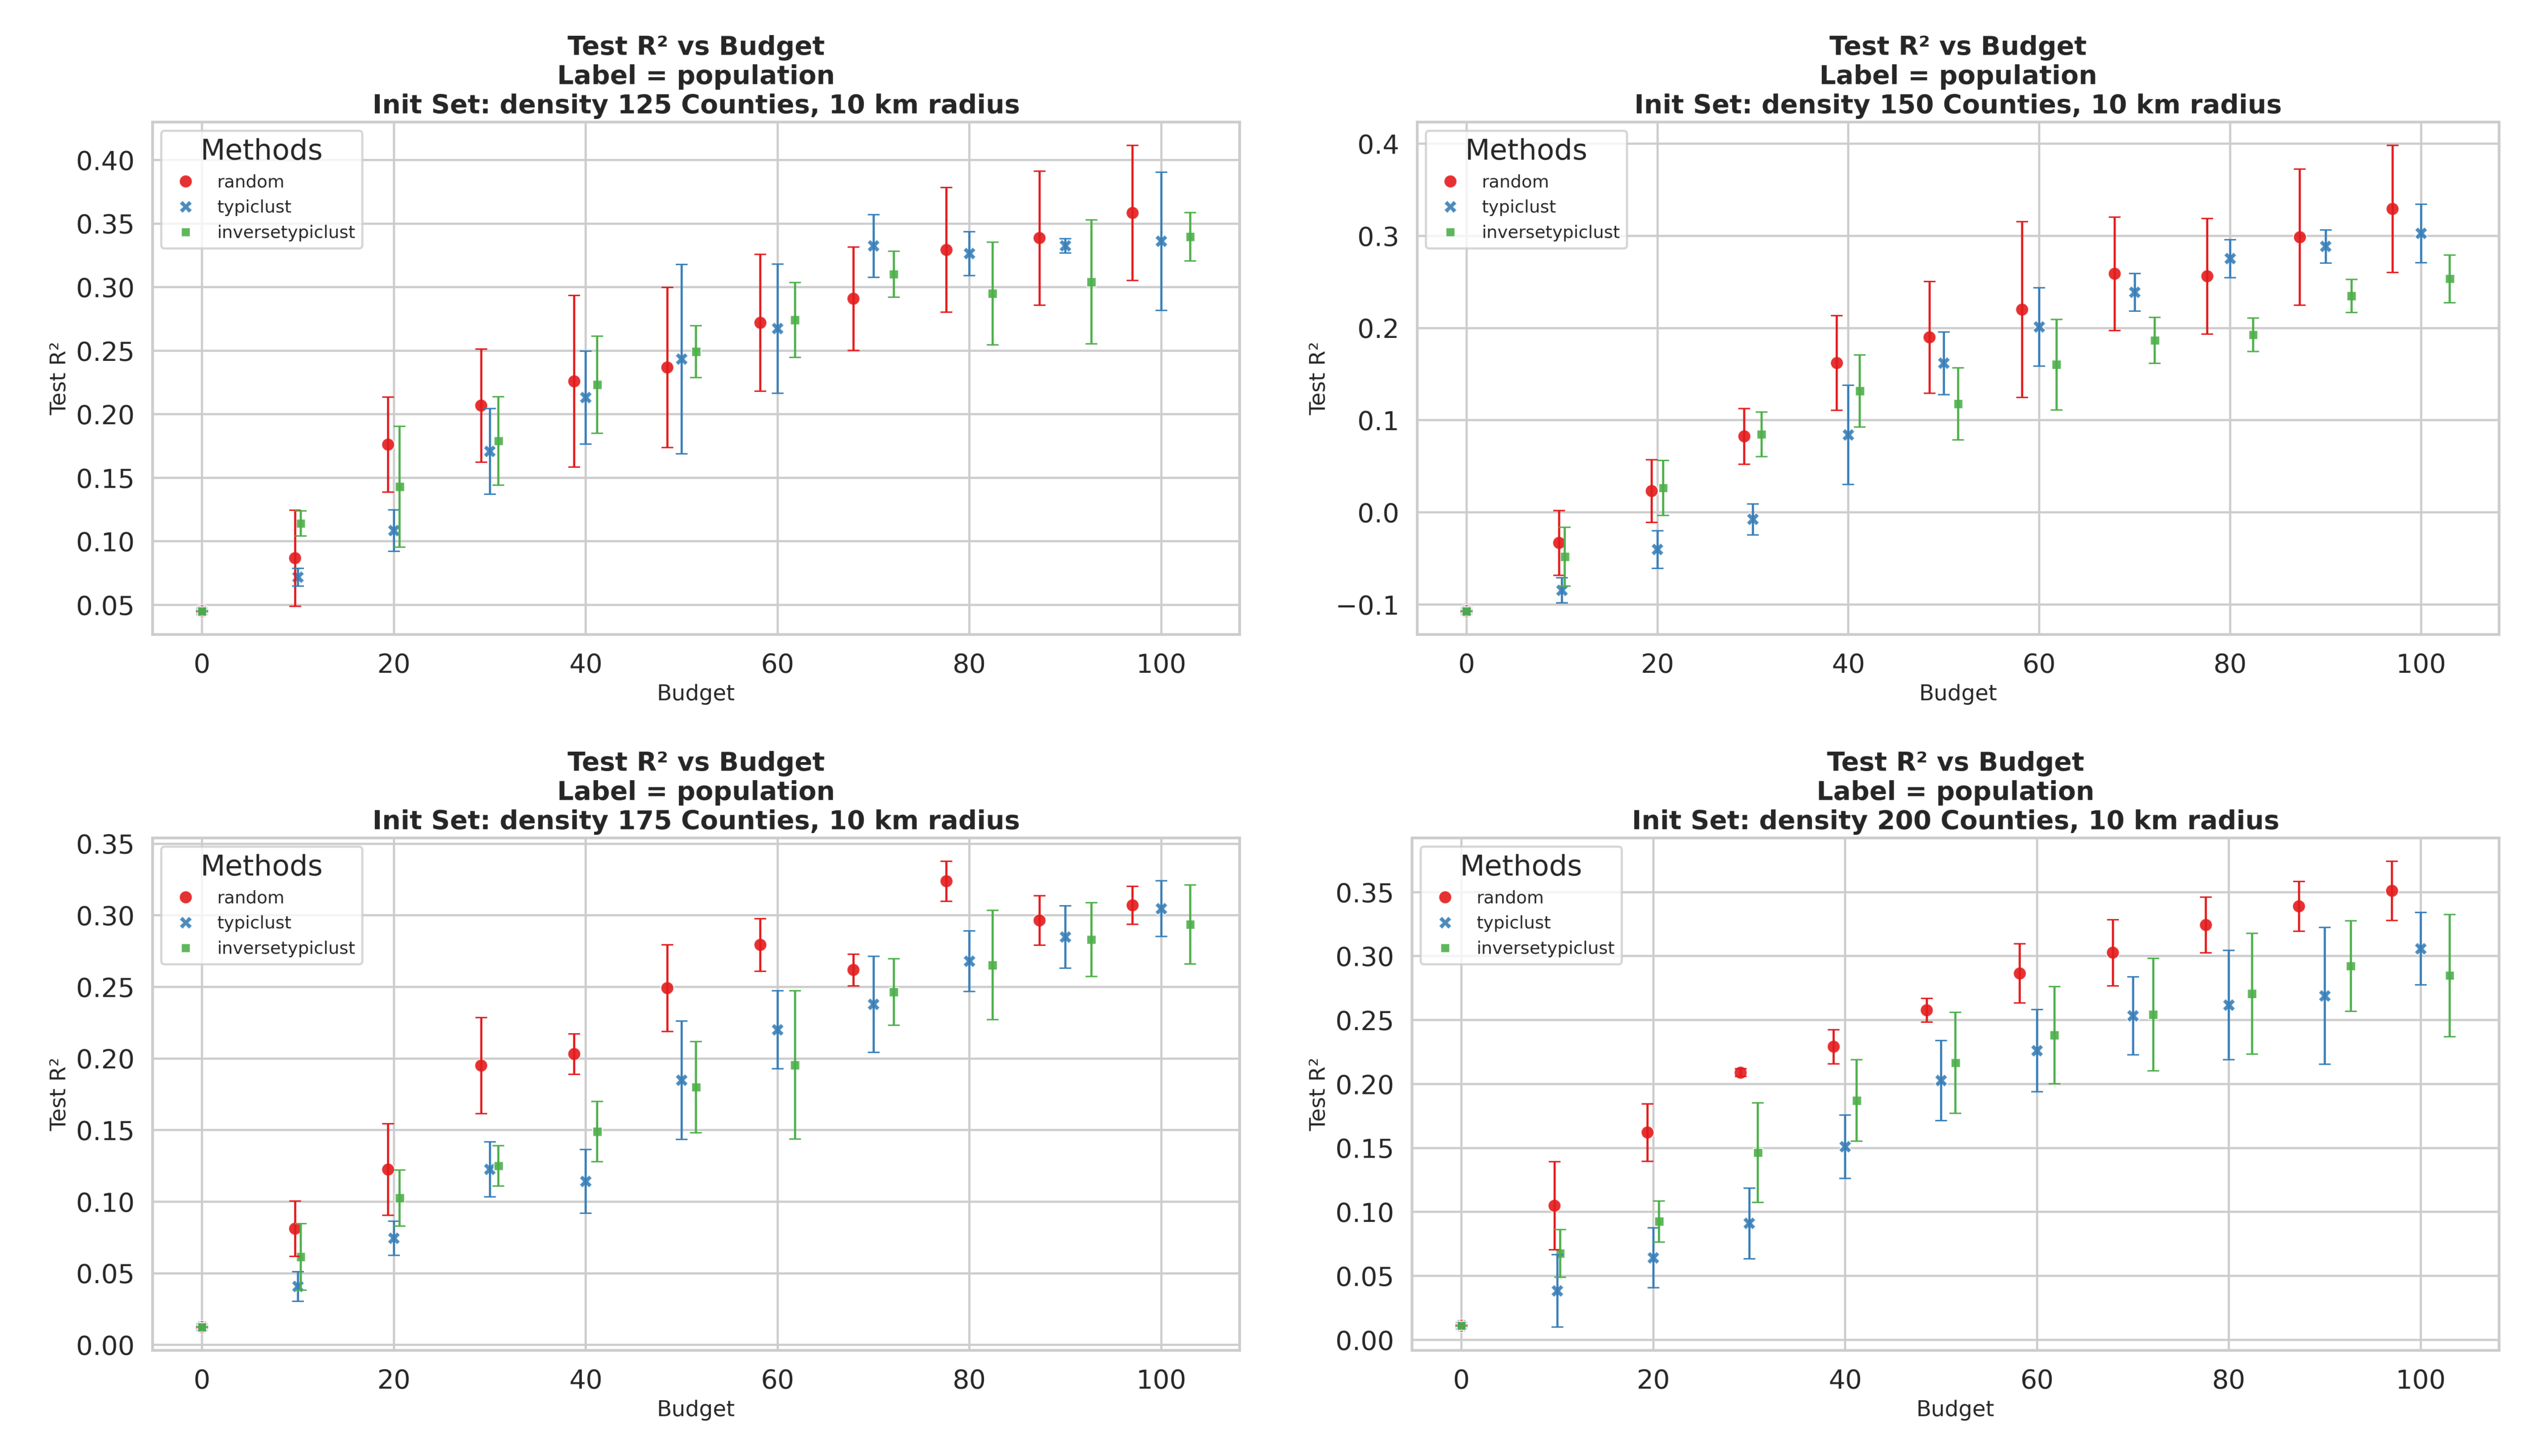 Test R² vs Budget
Label = population
Init Set: density 125 Counties, 10 km radius
Methods
random
typiclust
inversetypiclust
0.40
0.35
0.30
0.25
0.20
0.15
0.10
0.05
Test R²
0 20 40 60 80 100
Budget
Test R² vs Budget
Label = population
Init Set: density 150 Counties, 10 km radius
Methods
random
typiclust
inversetypiclust
0.4
0.3
0.2
0.1
0.0
−0.1
Test R²
0 20 40 60 80 100
Budget
Test R² vs Budget
Label = population
Init Set: density 175 Counties, 10 km radius
Methods
random
typiclust
inversetypiclust
0.35
0.30
0.25
0.20
0.15
0.10
0.05
0.00
Test R²
0 20 40 60 80 100
Budget
Test R² vs Budget
Label = population
Init Set: density 200 Counties, 10 km radius
Methods
random
typiclust
inversetypiclust
0.35
0.30
0.25
0.20
0.15
0.10
0.05
0.00
Test R²
0 20 40 60 80 100
Budget